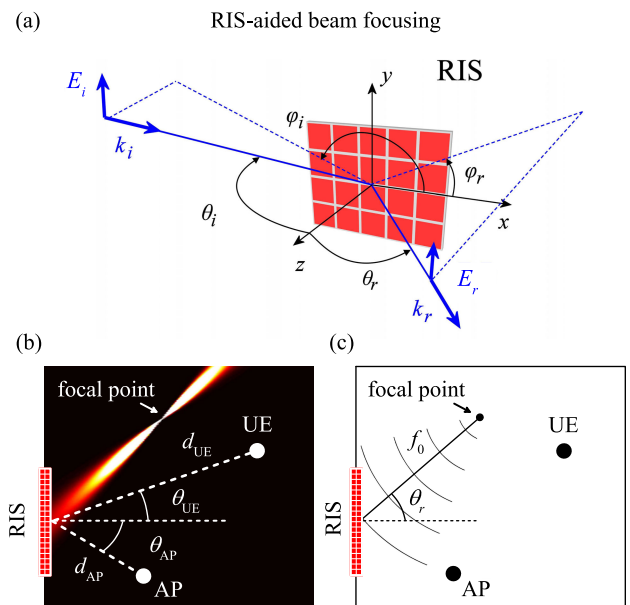 (a)
RIS-aided beam focusing
RIS
y
E_i
k_i
φ_i
φ_r
x
θ_i
z
θ_r
E_r
k_r
(b)
focal point
UE
d_UE
θ_UE
RIS
θ_AP
d_AP
AP
(c)
focal point
UE
f_0
θ_r
RIS
AP